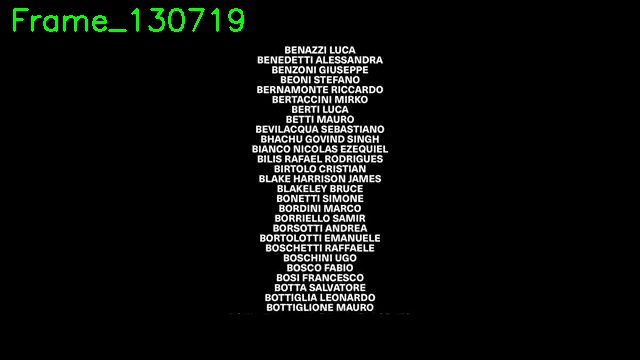 Frame_130719
BENAZZI LUCA
BENEDETTI ALESSANDRA
BENZONI GIUSEPPE
BEONI STEFANO
BERNAMONTE RICCARDO
BERTACCINI MIRKO
BERTI LUCA
BETTI MAURO
BEVILACQUA SEBASTIANO
BHACHU GOVIND SINGH
BIANCO NICOLAS EZEQUIEL
BILIS RAFAEL RODRIGUES
BIRTOLO CRISTIAN
BLAKE HARRISON JAMES
BLAKELEY BRUCE
BONETTI SIMONE
BORDINI MARCO
BORRIELLO SAMIR
BORSOTTI ANDREA
BORTOLOTTI EMANUELE
BOSCHETTI RAFFAELE
BOSCHINI UGO
BOSCO FABIO
BOSI FRANCESCO
BOTTA SALVATORE
BOTTIGLIA LEONARDO
BOTTIGLIONE MAURO